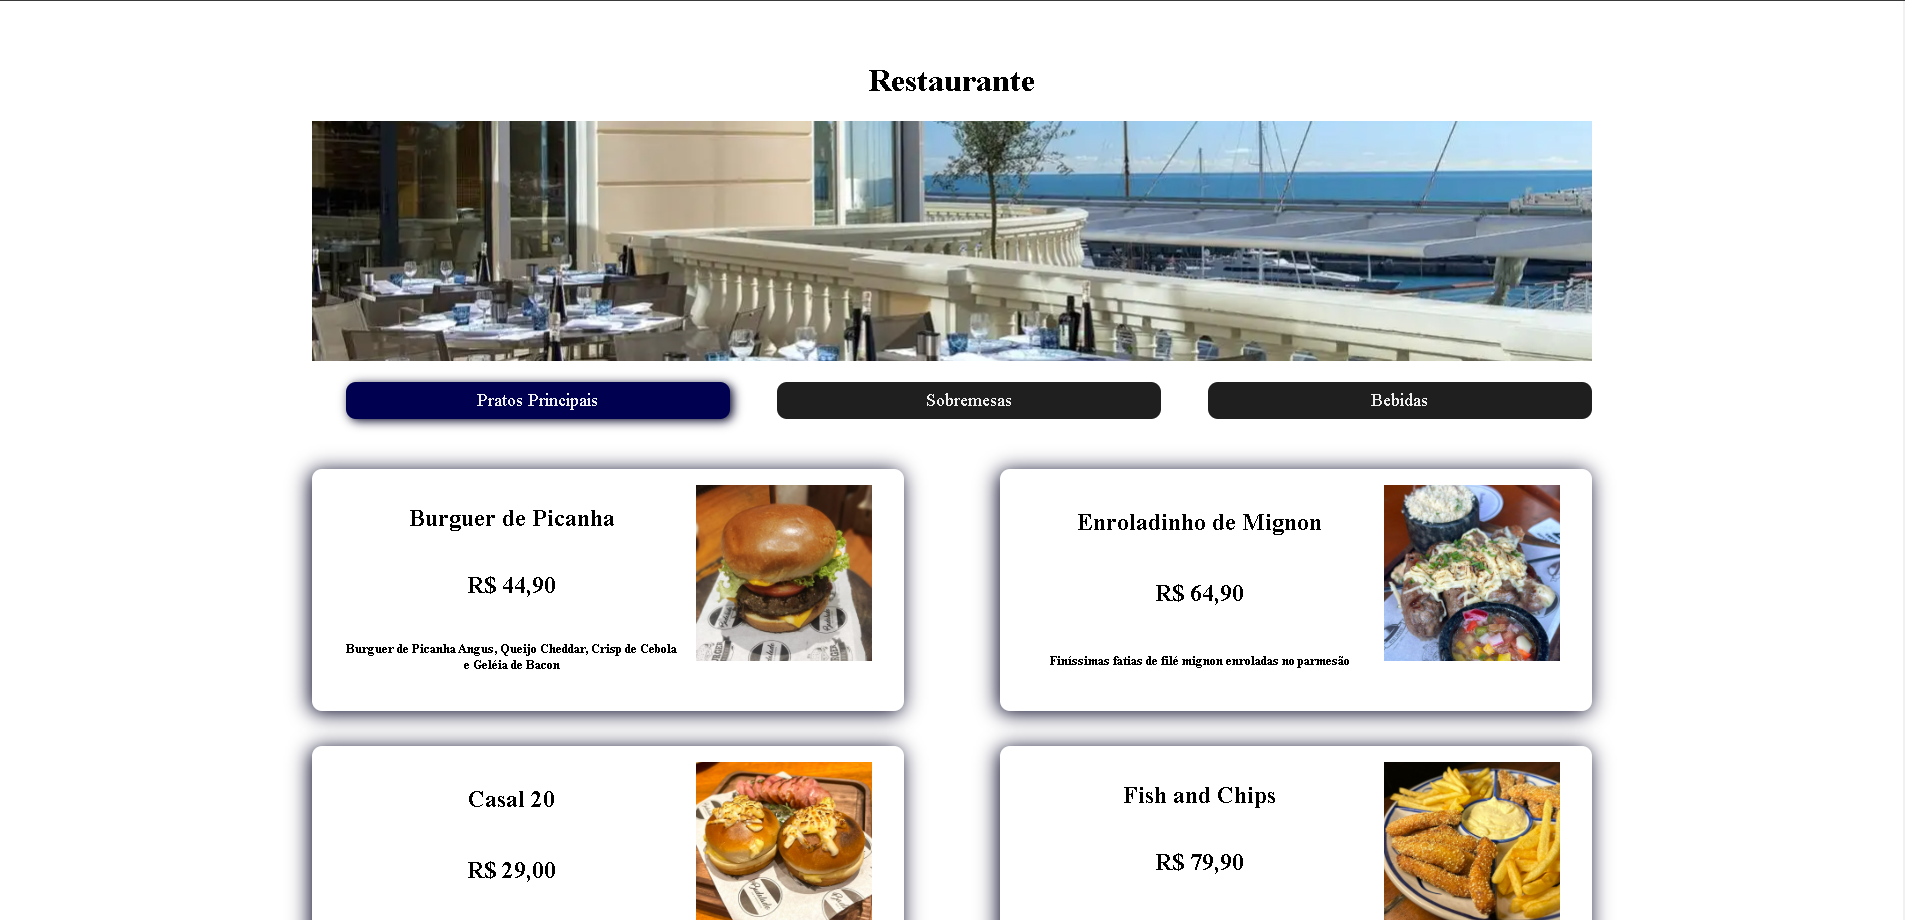 Restaurante
Pratos Principais
Sobremesas
Bebidas
Burguer de Picanha
R$ 44,90
Burguer de Picanha Angus, Queijo Cheddar, Crisp de Cebola
e Geléia de Bacon
Enroladinho de Mignon
R$ 64,90
Finíssimas fatias de filé mignon enroladas no parmesão
Casal 20
R$ 29,00
Fish and Chips
R$ 79,90